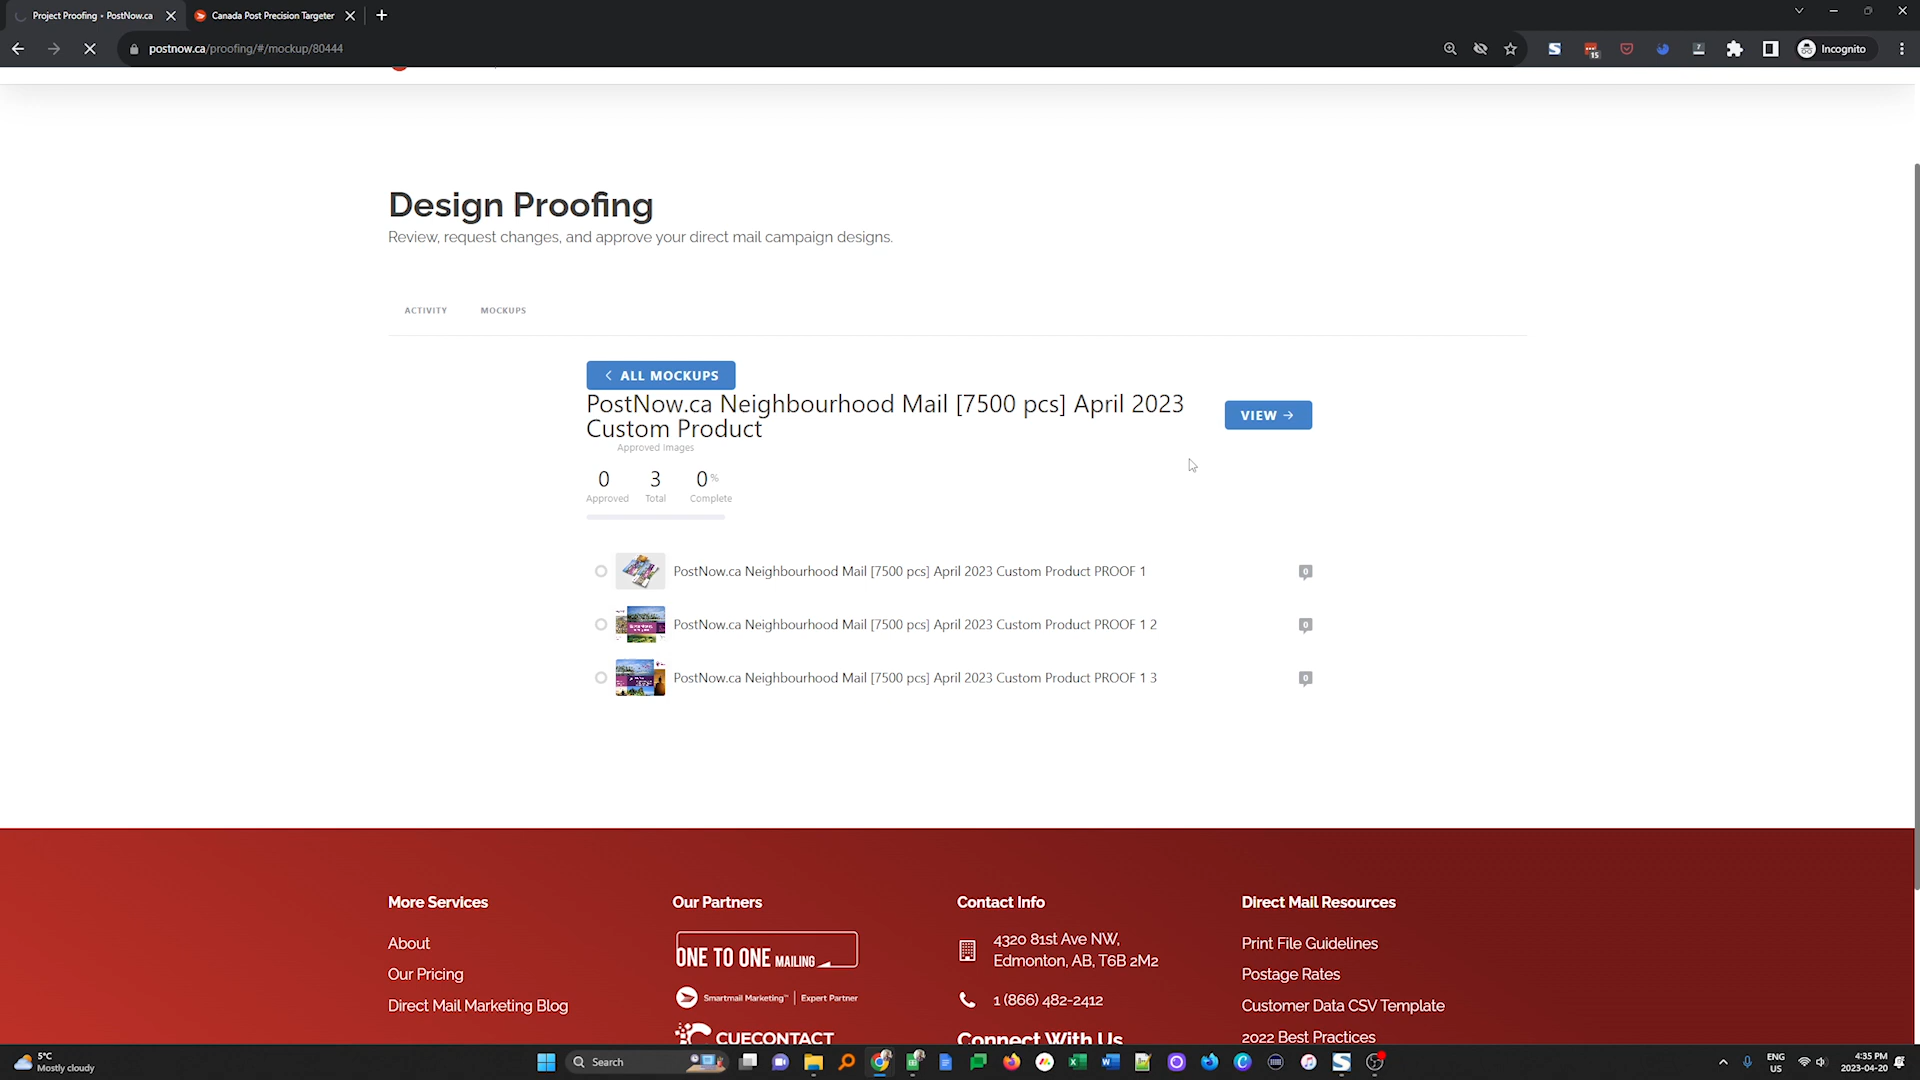 Project Proofing • PostNow.ca
Canada Post Precision Targeter
postnow.ca/proofing/#/mockup/80444
15
Incognito
Design Proofing
Review, request changes, and approve your direct mail campaign designs.
ACTIVITY
MOCKUPS
ALL MOCKUPS
PostNow.ca Neighbourhood Mail [7500 pcs] April 2023
Custom Product
VIEW →
Approved Images
0
3
0%
Approved
Total
Complete
PostNow.ca Neighbourhood Mail [7500 pcs] April 2023 Custom Product PROOF 1
0
PostNow.ca Neighbourhood Mail [7500 pcs] April 2023 Custom Product PROOF 1 2
0
PostNow.ca Neighbourhood Mail [7500 pcs] April 2023 Custom Product PROOF 1 3
0
More Services
About
Our Pricing
Direct Mail Marketing Blog
Our Partners
ONE TO ONE MAILING
Smartmail Marketing™ | Expert Partner
CUECONTACT
Contact Info
4320 81st Ave NW,
Edmonton, AB, T6B 2M2
1 (866) 482-2412
Connect With Us
Direct Mail Resources
Print File Guidelines
Postage Rates
Customer Data CSV Template
2022 Best Practices
5°C
Mostly cloudy
Search
ENG
US
4:35 PM
2023-04-20